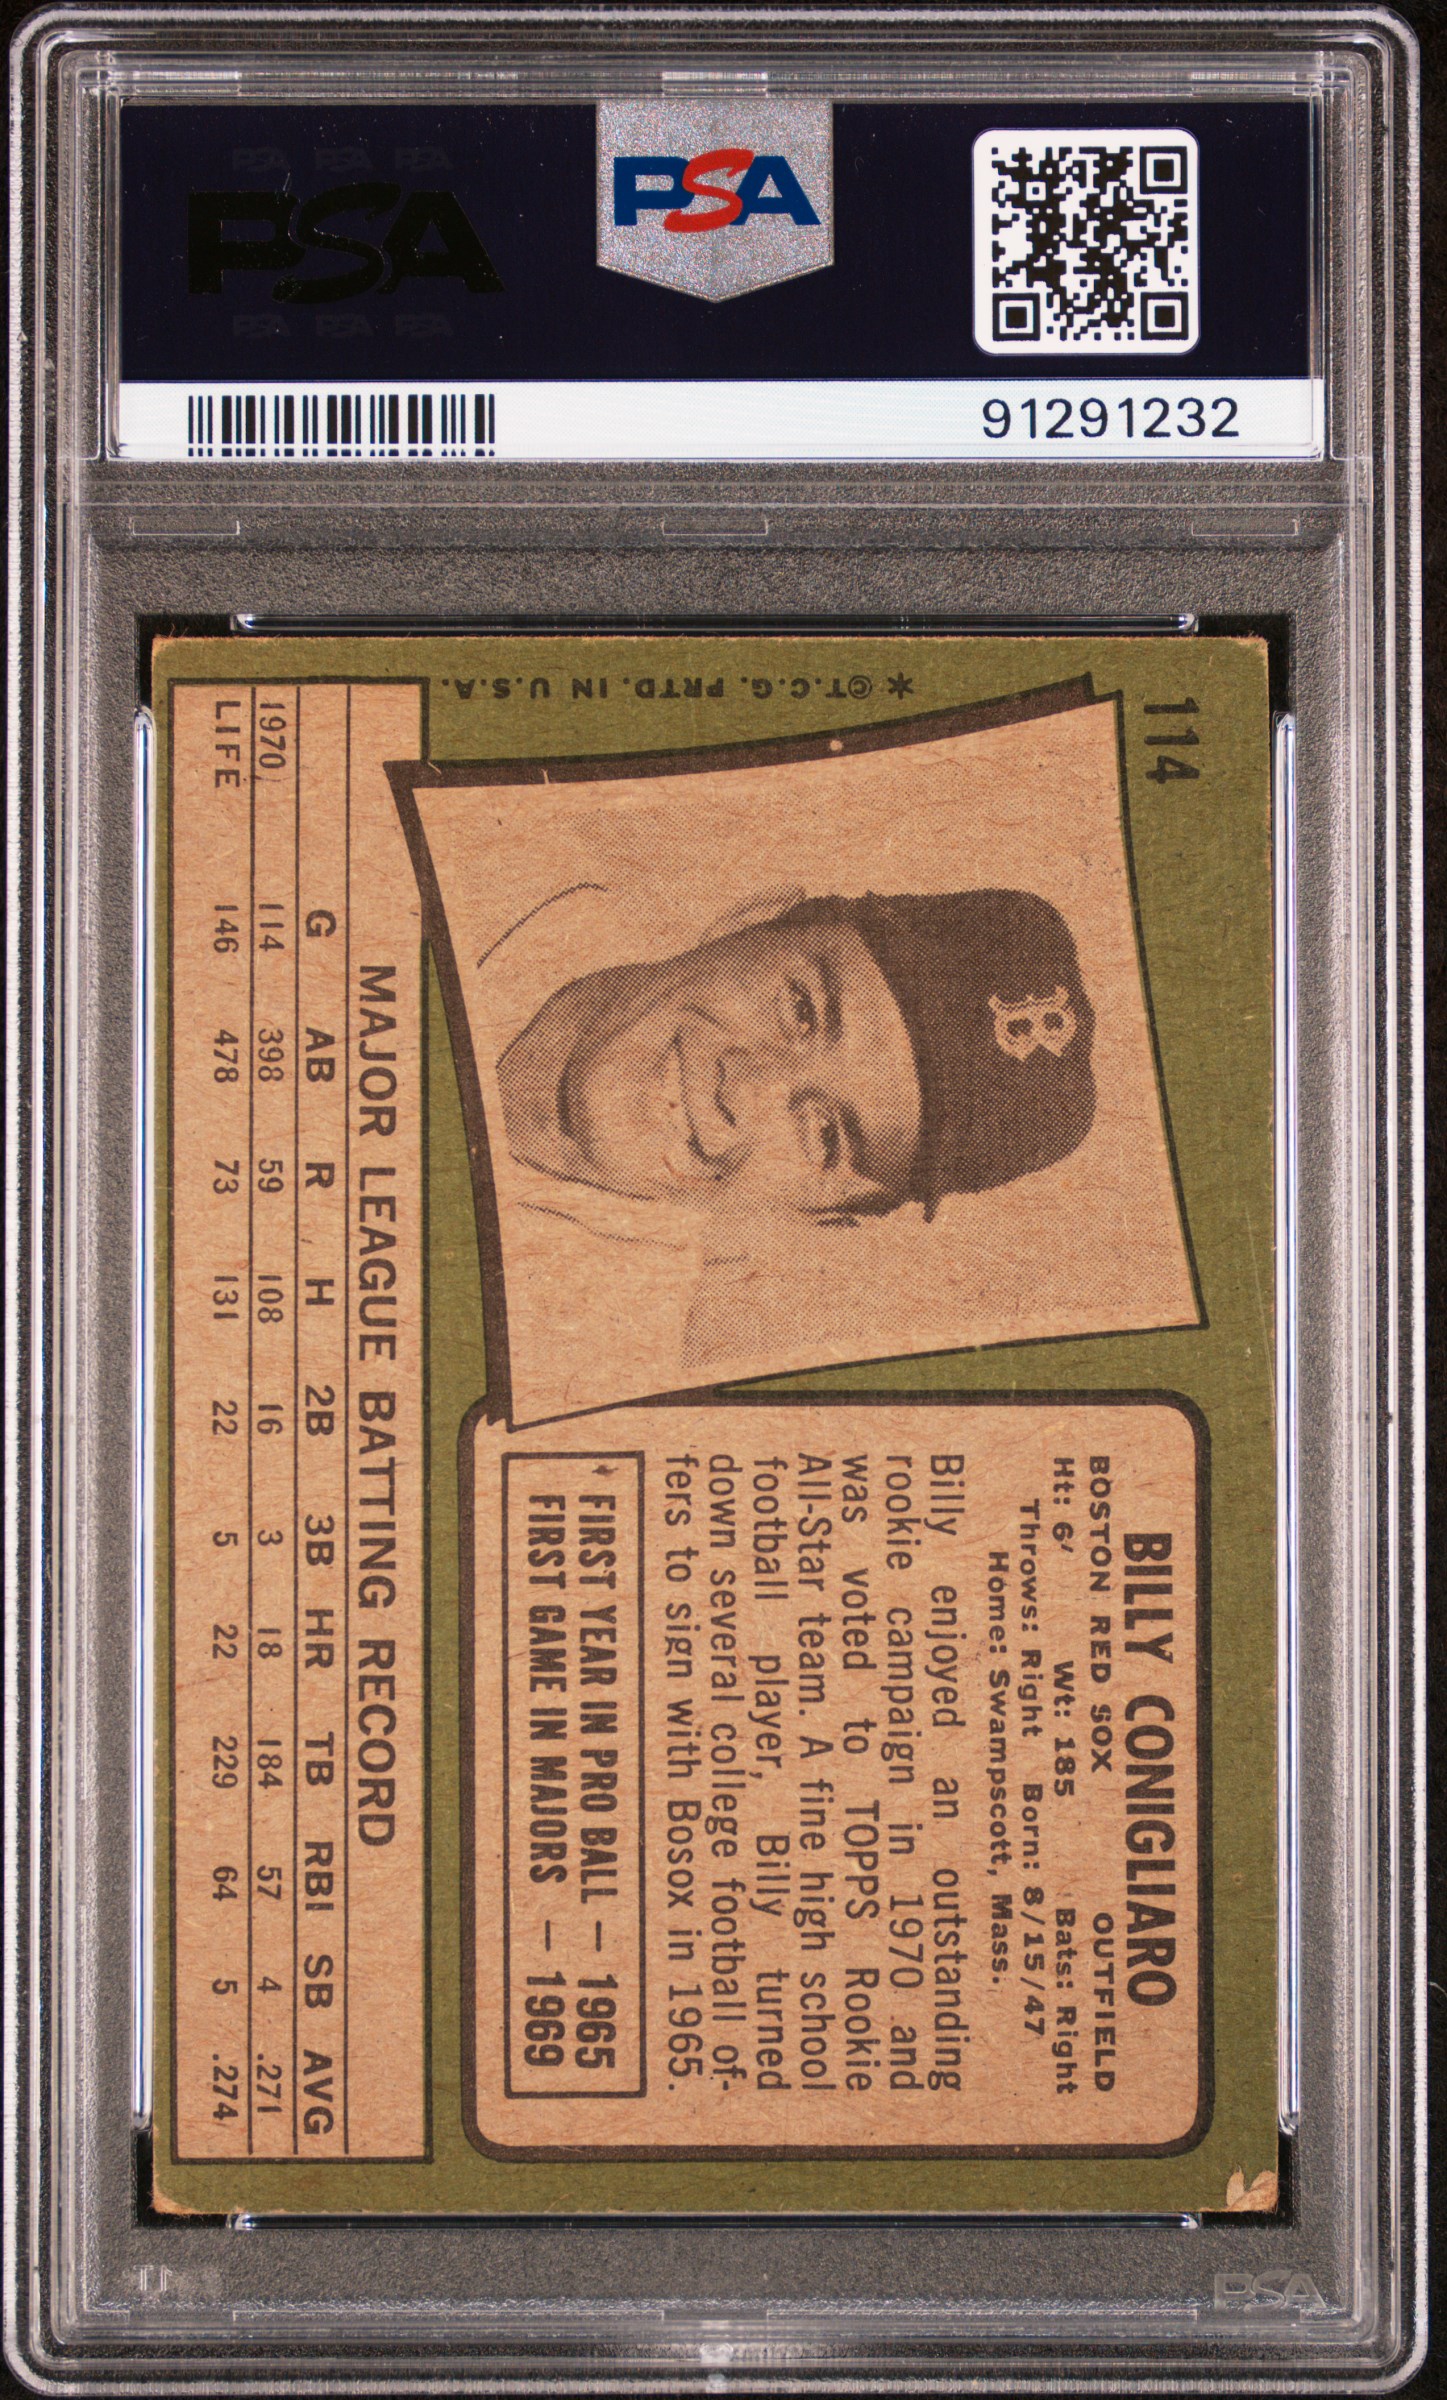 PSA
PSA
91291232
114
* © T.C.G. PRTD. IN U.S.A.
B
BILLY CONIGLIARO
BOSTON RED SOX OUTFIELD
Ht: 6' Wt: 185 Bats: Right
Throws: Right Born: 8/15/47
Home: Swampscott, Mass.
Billy enjoyed an outstanding
rookie campaign in 1970 and
was voted to TOPPS Rookie
All-Star team. A fine high school
football player, Billy turned
down several college football of-
fers to sign with Bosox in 1965.
FIRST YEAR IN PRO BALL — 1965
FIRST GAME IN MAJORS — 1969
MAJOR LEAGUE BATTING RECORD
G AB R H 2B 3B HR TB RBI SB AVG
1970 114 398 59 108 16 3 18 184 57 4 .271
LIFE 146 478 73 131 22 5 22 229 64 5 .274
PSA